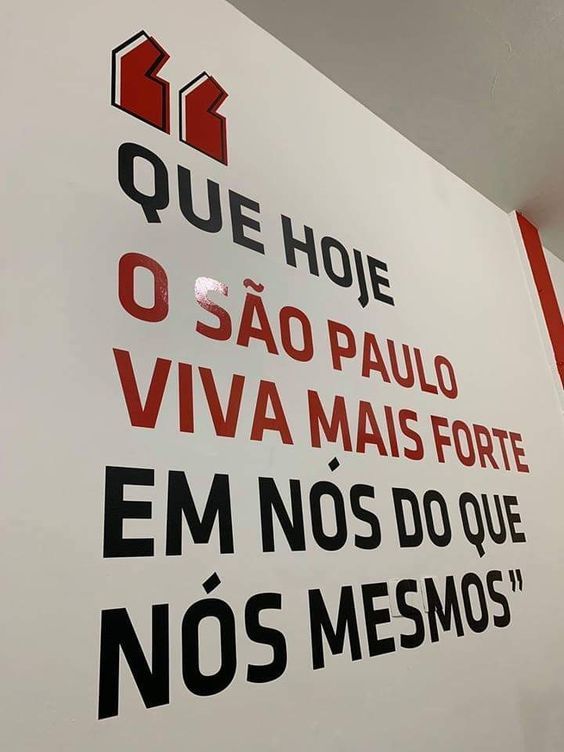 “
QUE HOJE
O SÃO PAULO
VIVA MAIS FORTE
EM NÓS DO QUE
NÓS MESMOS”